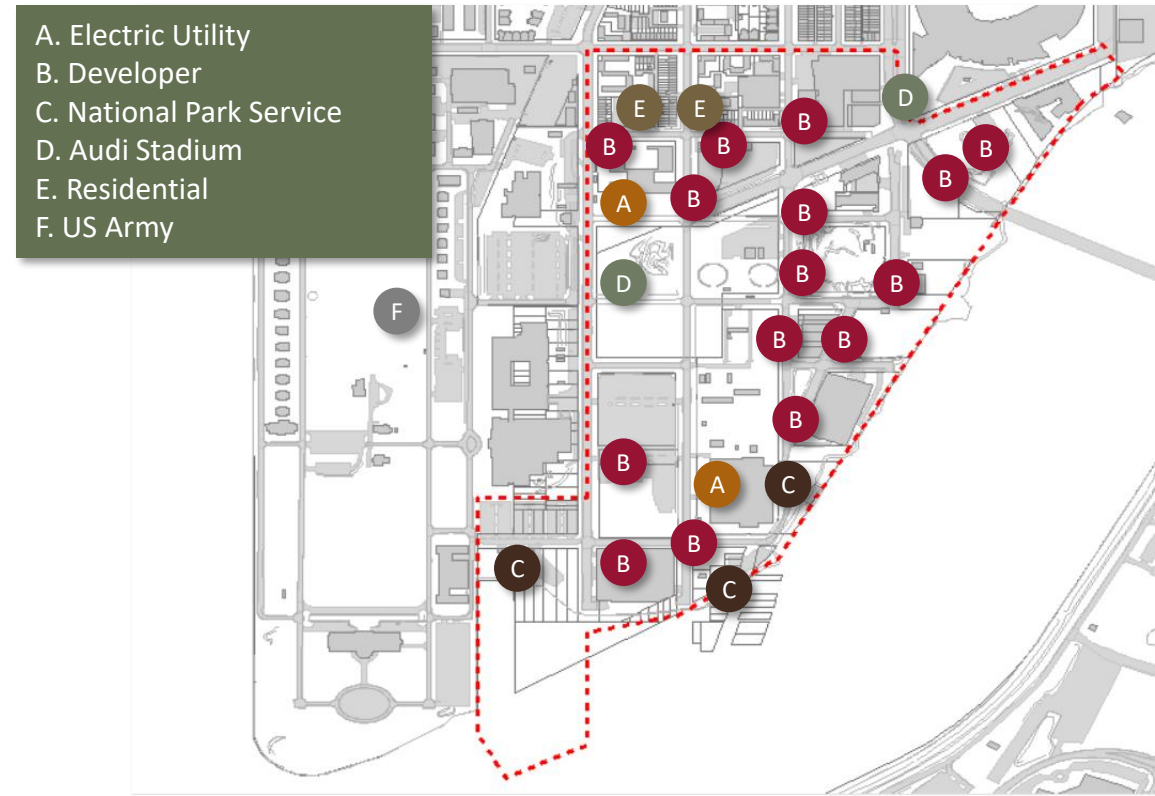 A. Electric Utility
B. Developer
C. National Park Service
D. Audi Stadium
E. Residential
F. US Army
D
E
E
B
B
B
B
B
A
B
B
B
D
B
B
F
B
B
B
B
A
C
B
C
B
C